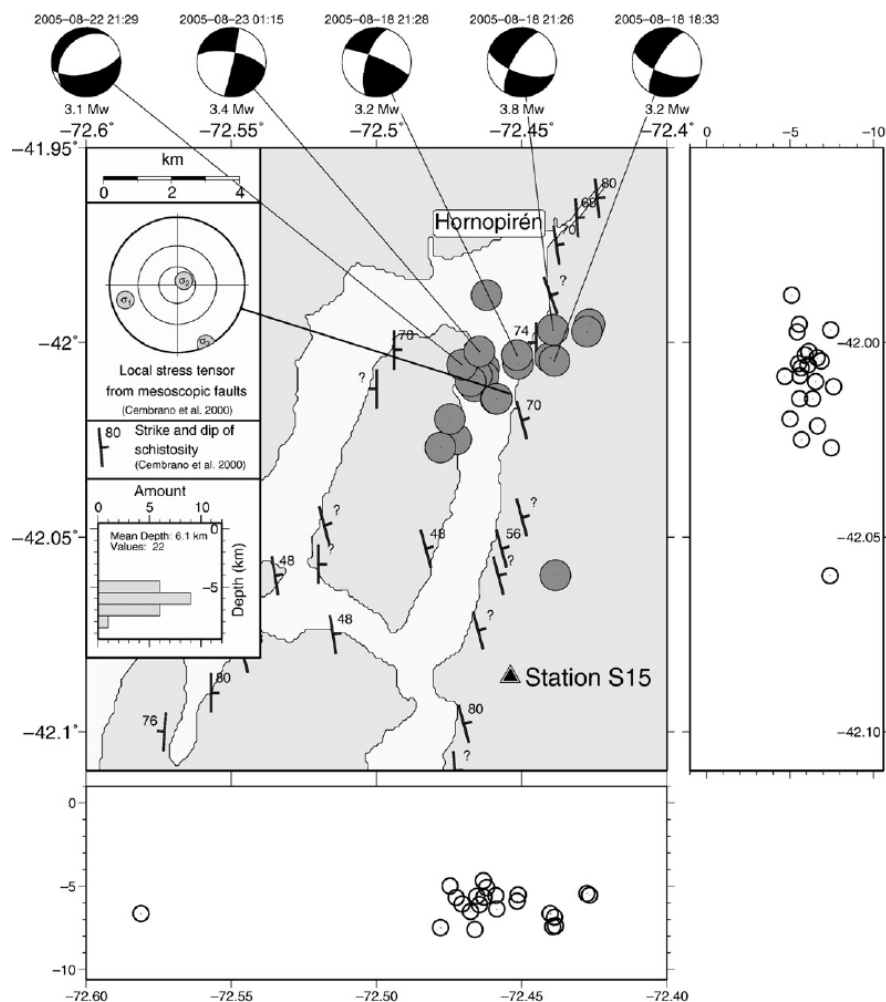 2005-08-22 21:29 2005-08-23 01:15 2005-08-18 21:28 2005-08-18 21:26 2005-08-18 18:33
3.1 Mw 3.4 Mw 3.2 Mw 3.8 Mw 3.2 Mw
−72.6˚ −72.55˚ −72.5˚ −72.45˚ −72.4˚
0 −5 −10
−41.95˚
km
0 2 4
80
68
70
Hornopirén
?
σ2
σ1
σ3
Local stress tensor
from mesoscopic faults
(Cembrano et al. 2000)
−42˚
70
74
−42.00
?
70
80
Strike and dip of
schistosity
(Cembrano et al. 2000)
Amount
0 5 10
Mean Depth: 6.1 km
Values: 22
0
−5
Depth (km)
?
?
−42.05˚
48
56
−42.05
48
?
?
48
?
Station S15
80
76
80
−42.1˚
−42.10
?
0
−5
−10
−72.60 −72.55 −72.50 −72.45 −72.40